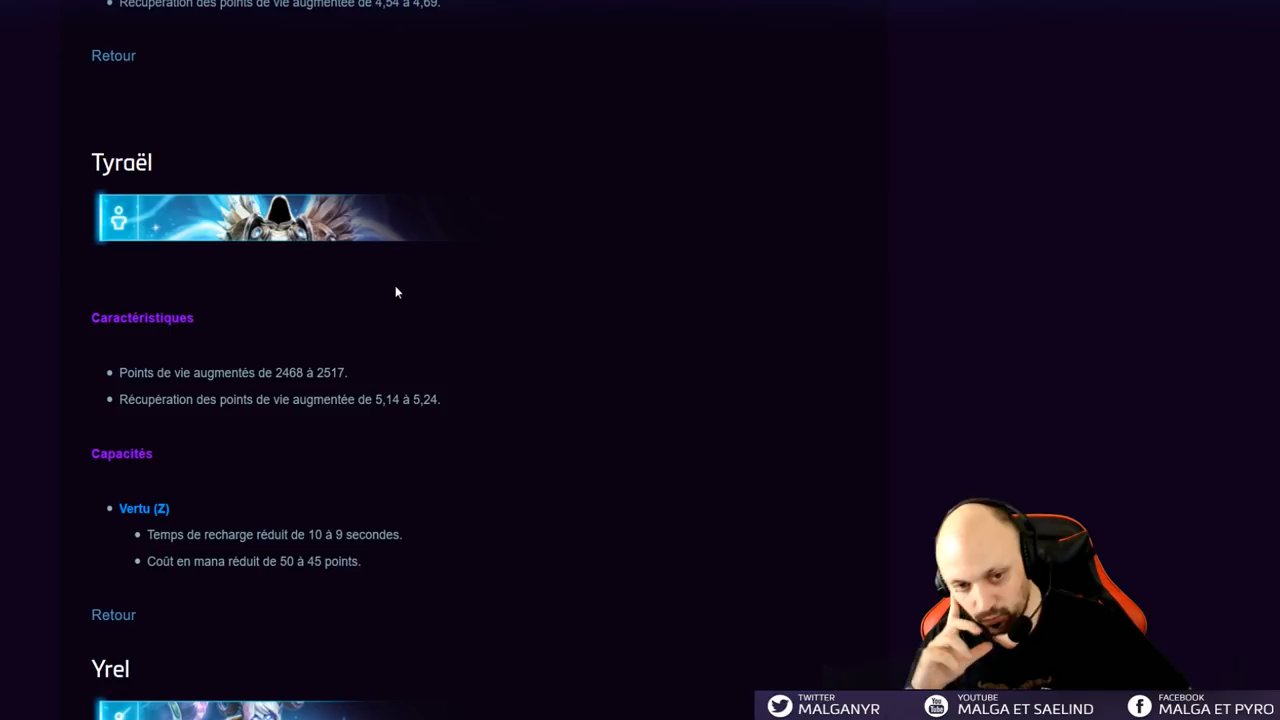 Récupération des points de vie augmentée de 4,54 à 4,69.
Retour
Tyraël
Caractéristiques
Points de vie augmentés de 2468 à 2517.
Récupération des points de vie augmentée de 5,14 à 5,24.
Capacités
Vertu (Z)
Temps de recharge réduit de 10 à 9 secondes.
Coût en mana réduit de 50 à 45 points.
Retour
Yrel
TWITTER
MALGANYR
YOUTUBE
MALGA ET SAELIND
FACEBOOK
MALGA ET PYRO